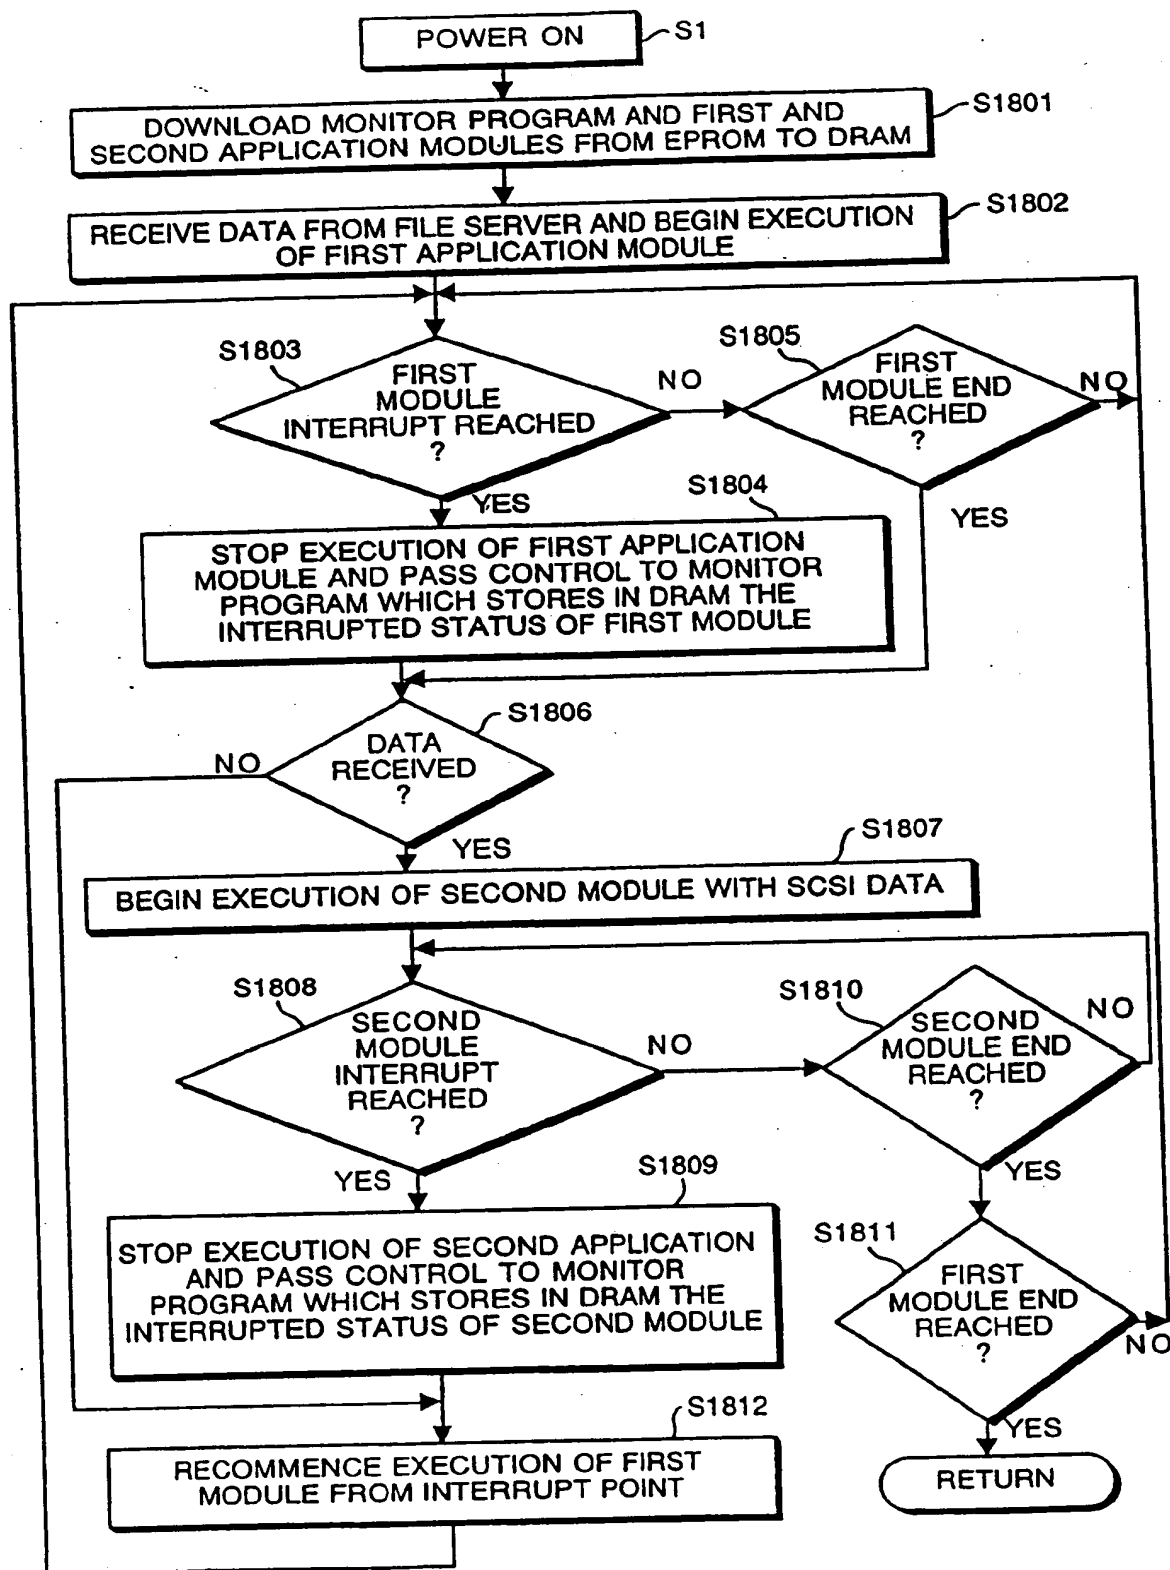 POWER ON
S1
DOWNLOAD MONITOR PROGRAM AND FIRST AND
SECOND APPLICATION MODULES FROM EPROM TO DRAM
S1801
RECEIVE DATA FROM FILE SERVER AND BEGIN EXECUTION
OF FIRST APPLICATION MODULE
S1802
S1803
FIRST
MODULE
INTERRUPT REACHED
?
NO
YES
S1805
FIRST
MODULE END
REACHED
?
NO
YES
S1804
STOP EXECUTION OF FIRST APPLICATION
MODULE AND PASS CONTROL TO MONITOR
PROGRAM WHICH STORES IN DRAM THE
INTERRUPTED STATUS OF FIRST MODULE
S1806
DATA
RECEIVED
?
NO
YES
S1807
BEGIN EXECUTION OF SECOND MODULE WITH SCSI DATA
S1808
SECOND
MODULE
INTERRUPT
REACHED
?
NO
YES
S1810
SECOND
MODULE END
REACHED
?
NO
YES
S1809
STOP EXECUTION OF SECOND APPLICATION
AND PASS CONTROL TO MONITOR
PROGRAM WHICH STORES IN DRAM THE
INTERRUPTED STATUS OF SECOND MODULE
S1811
FIRST
MODULE END
REACHED
?
NO
YES
S1812
RECOMMENCE EXECUTION OF FIRST
MODULE FROM INTERRUPT POINT
RETURN